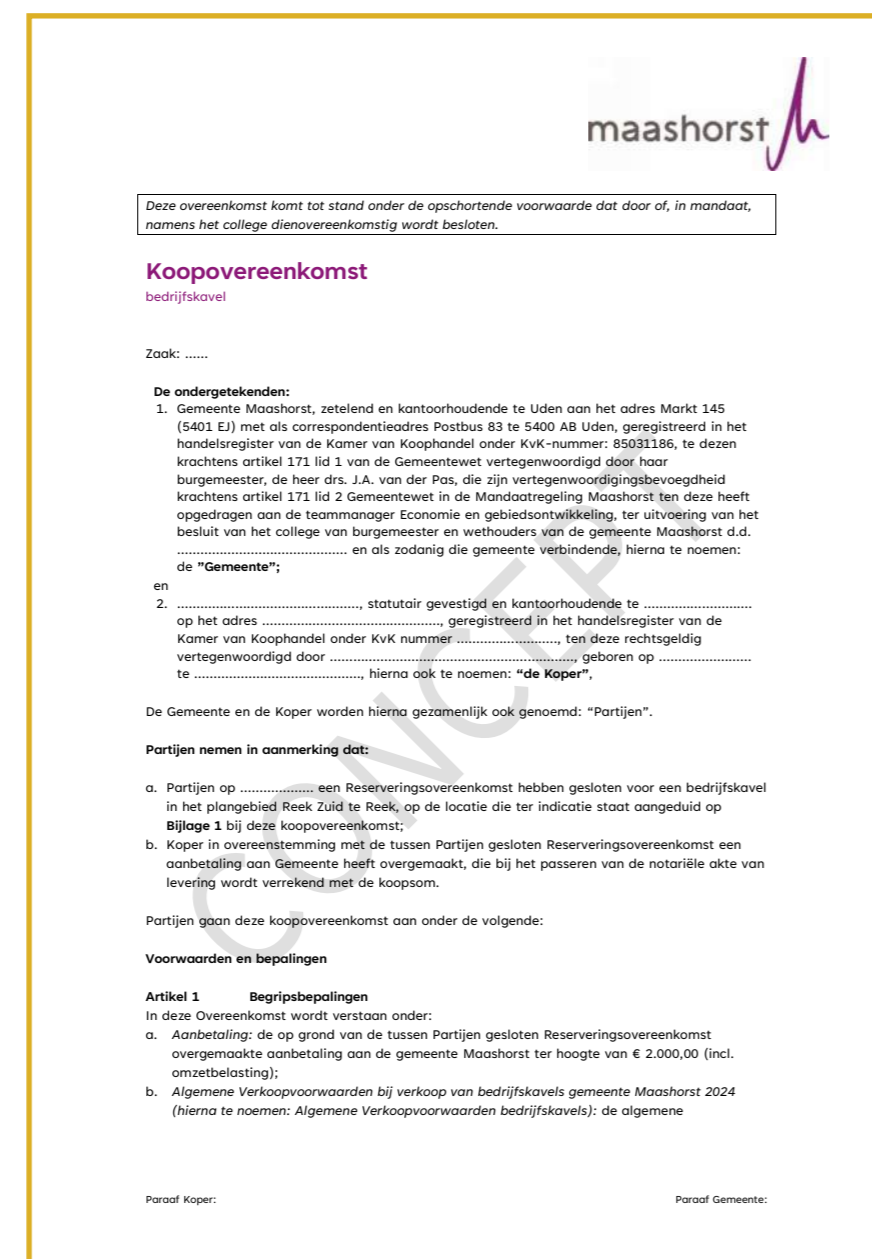 maashorst
Deze overeenkomst komt tot stand onder de opschortende voorwaarde dat door of, in mandaat,
namens het college dienovereenkomstig wordt besloten.
Koopovereenkomst
bedrijfskavel
Zaak: ......
De ondergetekenden:
1. Gemeente Maashorst, zetelend en kantoorhoudende te Uden aan het adres Markt 145
(5401 EJ) met als correspondentieadres Postbus 83 te 5400 AB Uden, geregistreerd in het
handelsregister van de Kamer van Koophandel onder KvK-nummer: 85031186, te dezen
krachtens artikel 171 lid 1 van de Gemeentewet vertegenwoordigd door haar
burgemeester, de heer drs. J.A. van der Pas, die zijn vertegenwoordigingsbevoegdheid
krachtens artikel 171 lid 2 Gemeentewet in de Mandaatregeling Maashorst ten deze heeft
opgedragen aan de teammanager Economie en gebiedsontwikkeling, ter uitvoering van het
besluit van het college van burgemeester en wethouders van de gemeente Maashorst d.d.
............................................ en als zodanig die gemeente verbindende, hierna te noemen:
de ”Gemeente”;
en
2. ..............................................., statutair gevestigd en kantoorhoudende te ............................
op het adres .............................................., geregistreerd in het handelsregister van de
Kamer van Koophandel onder KvK nummer .........................., ten deze rechtsgeldig
vertegenwoordigd door ..............................................................., geboren op ........................
te ..........................................., hierna ook te noemen: “de Koper”,
De Gemeente en de Koper worden hierna gezamenlijk ook genoemd: “Partijen”.
Partijen nemen in aanmerking dat:
a. Partijen op ................... een Reserveringsovereenkomst hebben gesloten voor een bedrijfskavel
in het plangebied Reek Zuid te Reek, op de locatie die ter indicatie staat aangeduid op
Bijlage 1 bij deze koopovereenkomst;
b. Koper in overeenstemming met de tussen Partijen gesloten Reserveringsovereenkomst een
aanbetaling aan Gemeente heeft overgemaakt, die bij het passeren van de notariële akte van
levering wordt verrekend met de koopsom.
Partijen gaan deze koopovereenkomst aan onder de volgende:
Voorwaarden en bepalingen
Artikel 1 Begripsbepalingen
In deze Overeenkomst wordt verstaan onder:
a. Aanbetaling: de op grond van de tussen Partijen gesloten Reserveringsovereenkomst
overgemaakte aanbetaling aan de gemeente Maashorst ter hoogte van € 2.000,00 (incl.
omzetbelasting);
b. Algemene Verkoopvoorwaarden bij verkoop van bedrijfskavels gemeente Maashorst 2024
(hierna te noemen: Algemene Verkoopvoorwaarden bedrijfskavels): de algemene
CONCEPT
Paraaf Koper: Paraaf Gemeente: